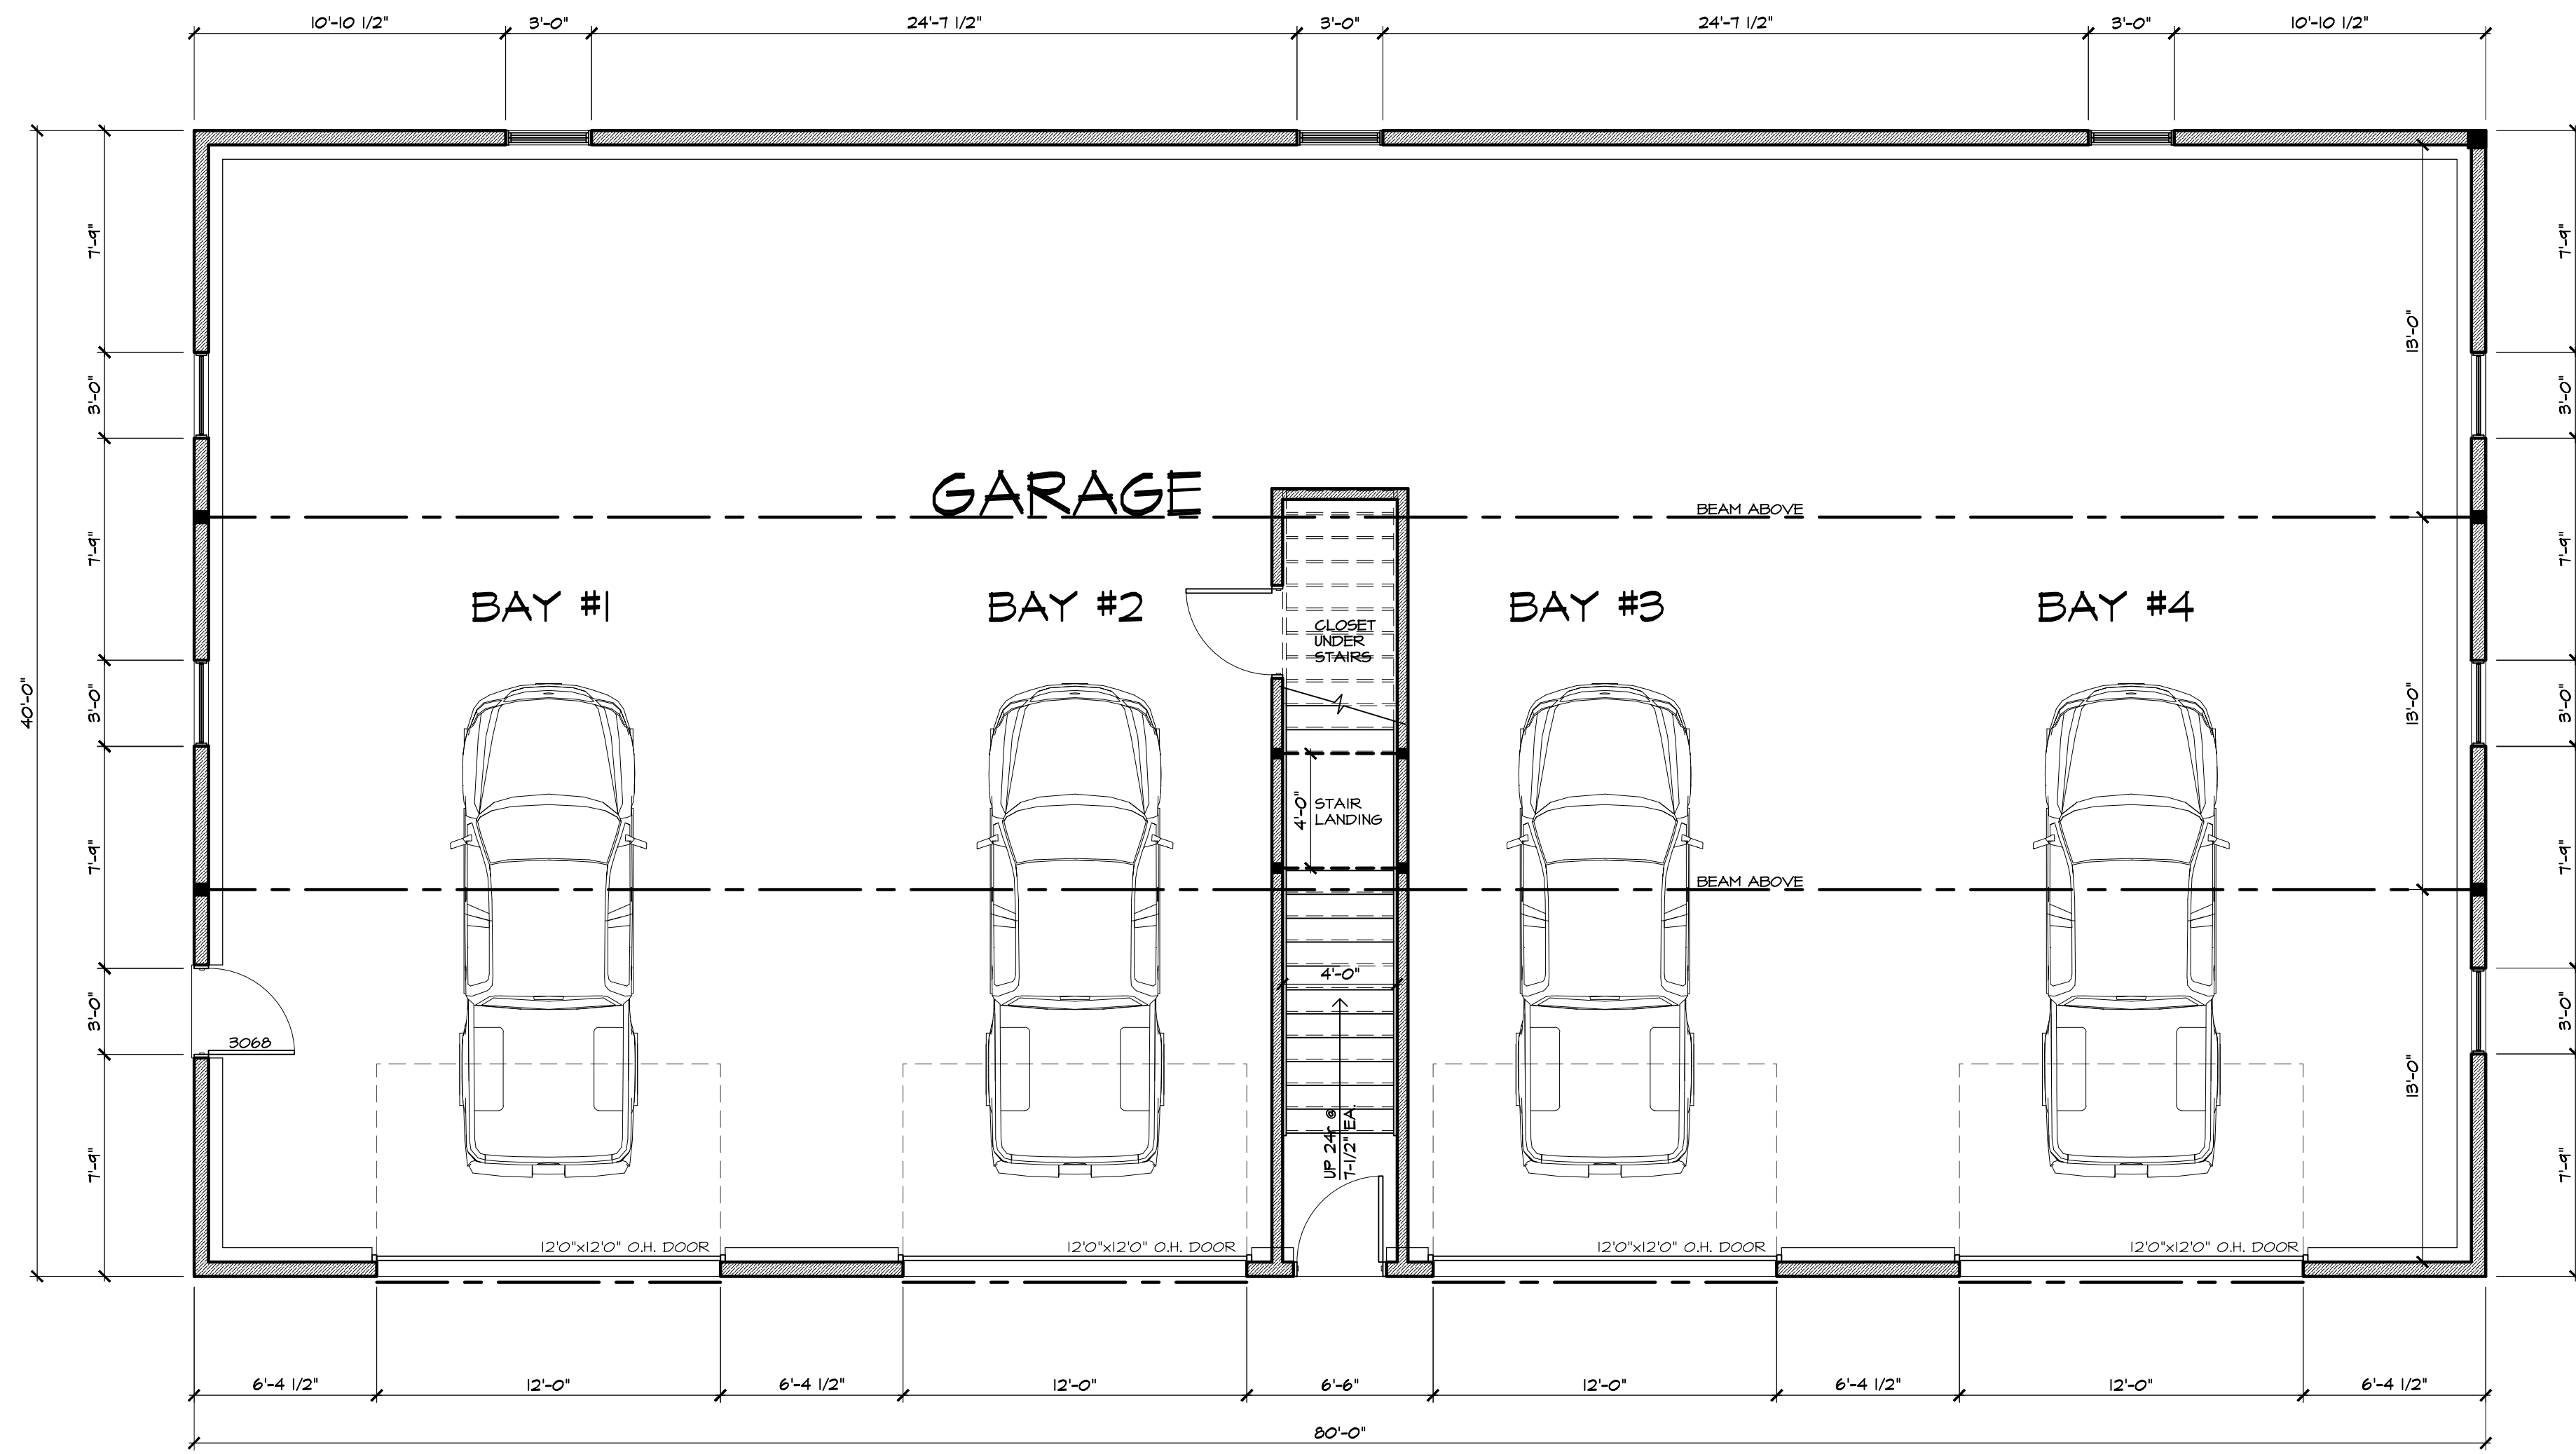 10'-10 1/2" 3'-0" 24'-7 1/2" 3'-0" 24'-7 1/2" 3'-0" 10'-10 1/2"
7'-9" 7'-9"
13'-0"
3'-0" 3'-0"
GARAGE
BEAM ABOVE
7'-9" 7'-9"
BAY #1 BAY #2 BAY #3 BAY #4
CLOSET
UNDER
STAIRS
40'-0"
3'-0" 13'-0" 3'-0"
4'-0"
STAIR
LANDING
7'-9" 7'-9"
BEAM ABOVE
4'-0"
3'-0" 3'-0"
3068
13'-0"
UP 24r @
7-1/2" EA.
7'-9" 7'-9"
12'0"x12'0" O.H. DOOR 12'0"x12'0" O.H. DOOR 12'0"x12'0" O.H. DOOR 12'0"x12'0" O.H. DOOR
6'-4 1/2" 12'-0" 6'-4 1/2" 12'-0" 6'-6" 12'-0" 6'-4 1/2" 12'-0" 6'-4 1/2"
80'-0"